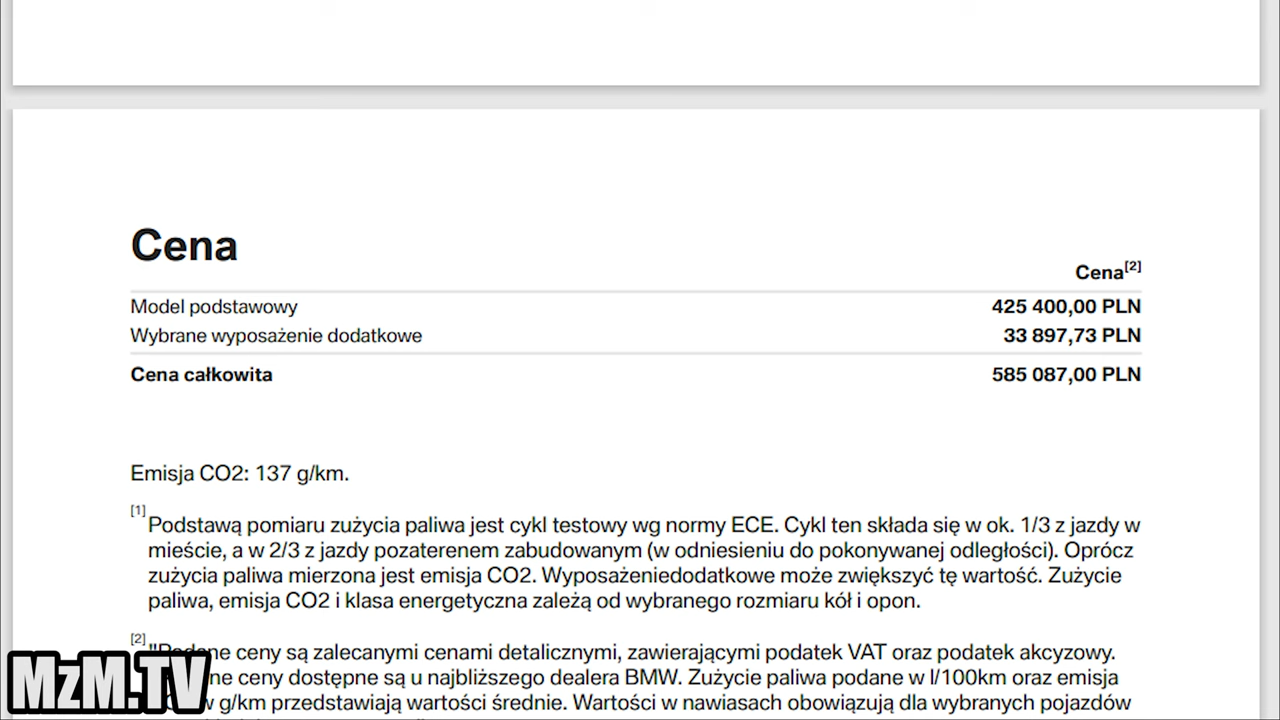 Cena
Cena[2]
Model podstawowy 425 400,00 PLN
Wybrane wyposażenie dodatkowe 33 897,73 PLN
Cena całkowita 585 087,00 PLN
Emisja CO2: 137 g/km.
[1] Podstawą pomiaru zużycia paliwa jest cykl testowy wg normy ECE. Cykl ten składa się w ok. 1/3 z jazdy w
mieście, a w 2/3 z jazdy pozaterenem zabudowanym (w odniesieniu do pokonywanej odległości). Oprócz
zużycia paliwa mierzona jest emisja CO2. Wyposażeniedodatkowe może zwiększyć tę wartość. Zużycie
paliwa, emisja CO2 i klasa energetyczna zależą od wybranego rozmiaru kół i opon.
[2] "Podane ceny są zalecanymi cenami detalicznymi, zawierającymi podatek VAT oraz podatek akcyzowy.
ceny dostępne są u najbliższego dealera BMW. Zużycie paliwa podane w l/100km oraz emisja
w g/km przedstawiają wartości średnie. Wartości w nawiasach obowiązują dla wybranych pojazdów
MzM.TV